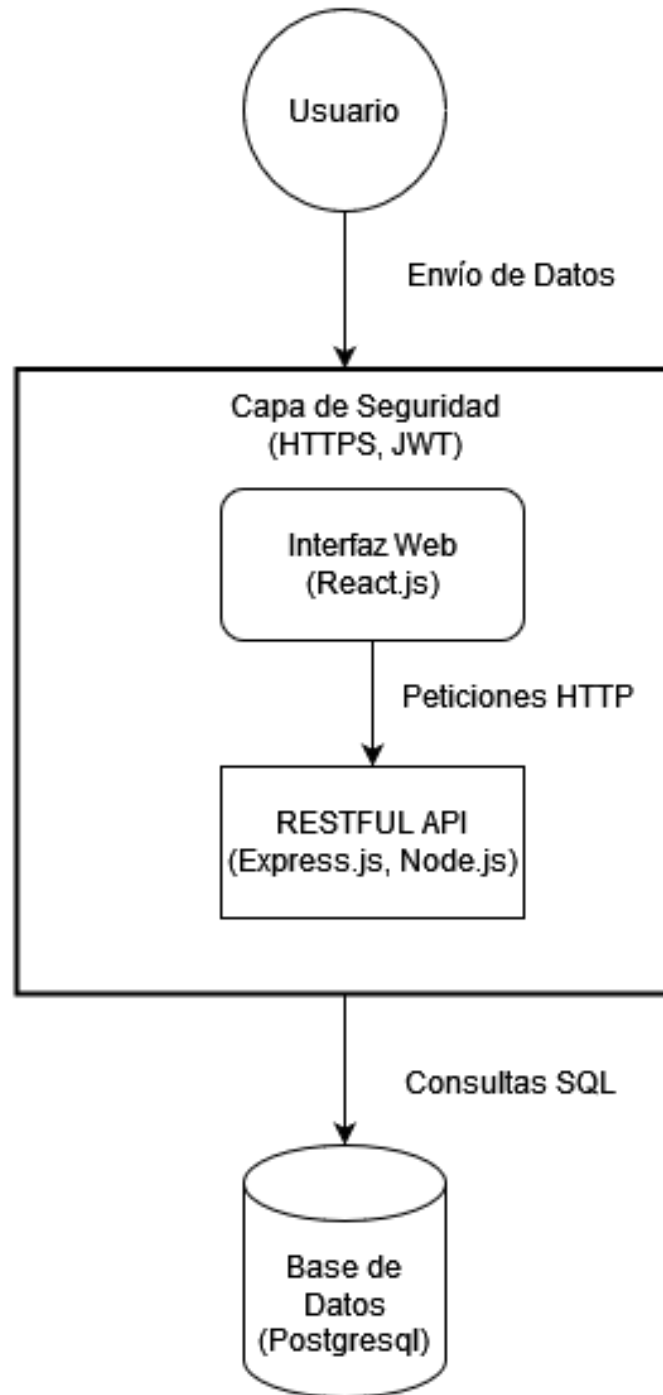 Usuario
Envío de Datos
Capa de Seguridad
(HTTPS, JWT)
Interfaz Web
(React.js)
Peticiones HTTP
RESTFUL API
(Express.js, Node.js)
Consultas SQL
Base de
Datos
(Postgresql)